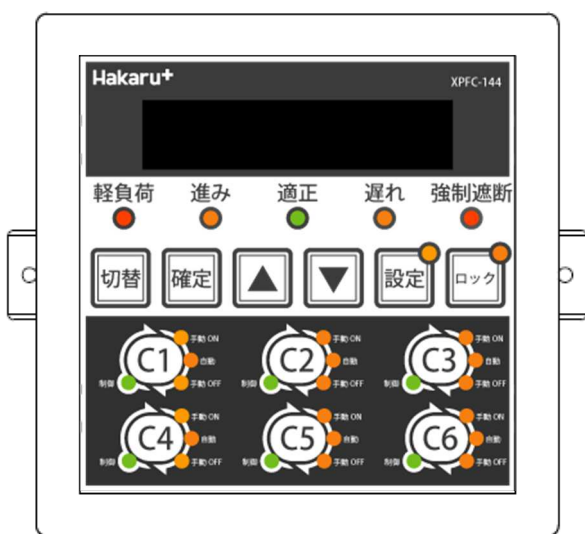 Hakaru+ XPFC-144
軽負荷 進み 適正 遅れ 強制遮断
切替 確定 ▲ ▼ 設定 ロック
手動 ON 手動 ON 手動 ON
C1 自動 C2 自動 C3 自動
制御 手動 OFF 制御 手動 OFF 制御 手動 OFF
手動 ON 手動 ON 手動 ON
C4 自動 C5 自動 C6 自動
制御 手動 OFF 制御 手動 OFF 制御 手動 OFF